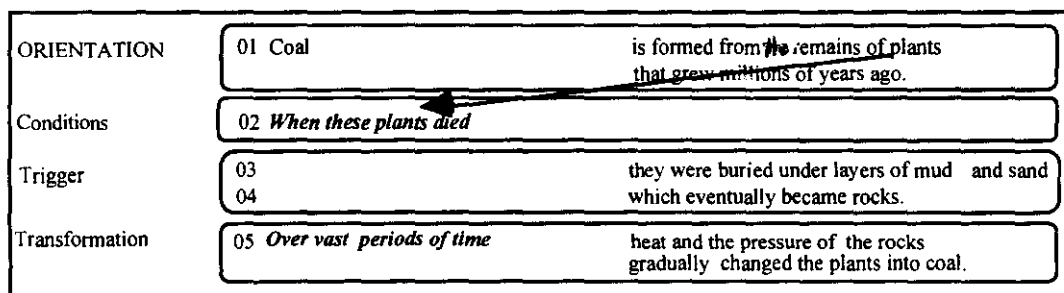 ORIENTATION 01 Coal is formed from the remains of plants
that grew millions of years ago.
Conditions 02 When these plants died
Trigger 03 they were buried under layers of mud and sand
04 which eventually became rocks.
Transformation 05 Over vast periods of time heat and the pressure of the rocks
gradually changed the plants into coal.